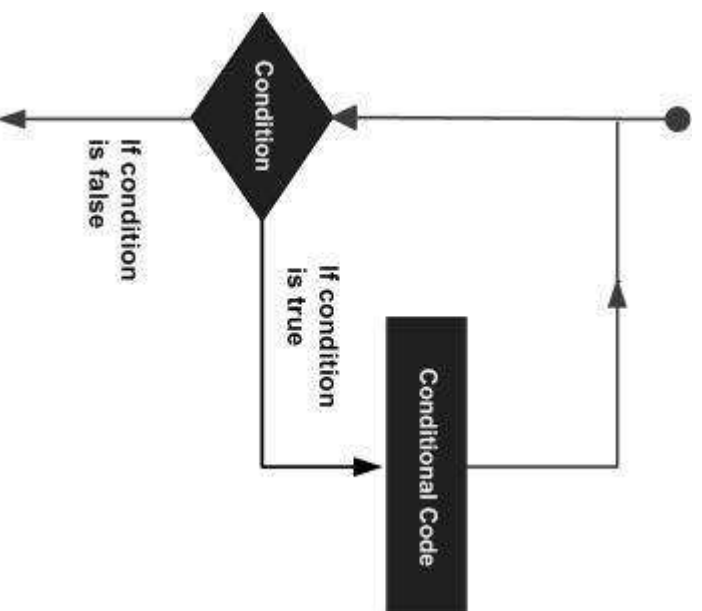 Condition
If condition
is true
Conditional Code
If condition
is false